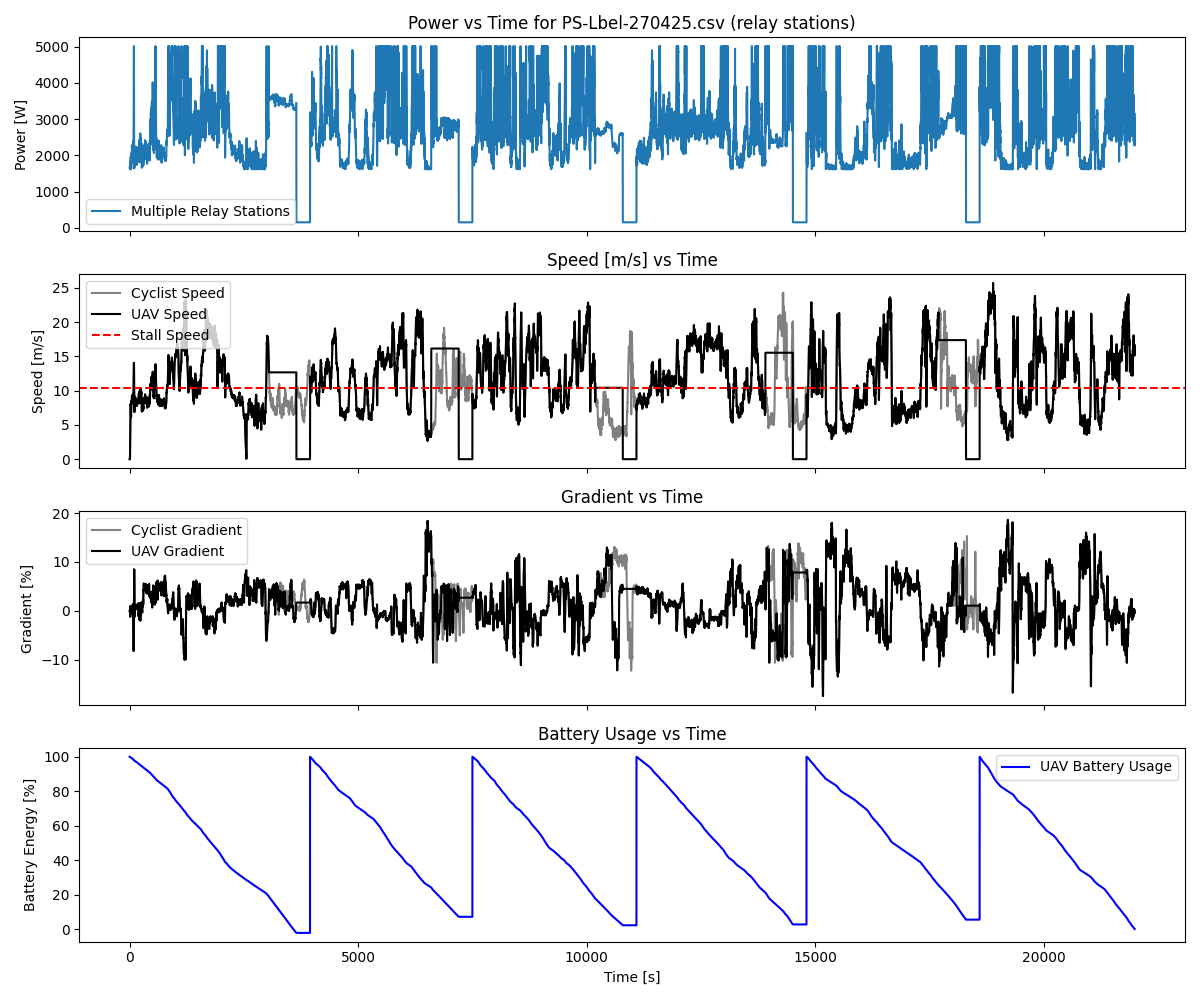 Power vs Time for PS-Lbel-270425.csv (relay stations)
5000
4000
3000
2000
1000
0
Power [W]
Multiple Relay Stations
Speed [m/s] vs Time
25
20
15
10
5
0
Speed [m/s]
Cyclist Speed
UAV Speed
Stall Speed
Gradient vs Time
20
10
0
−10
Gradient [%]
Cyclist Gradient
UAV Gradient
Battery Usage vs Time
100
80
60
40
20
0
Battery Energy [%]
UAV Battery Usage
0 5000 10000 15000 20000
Time [s]